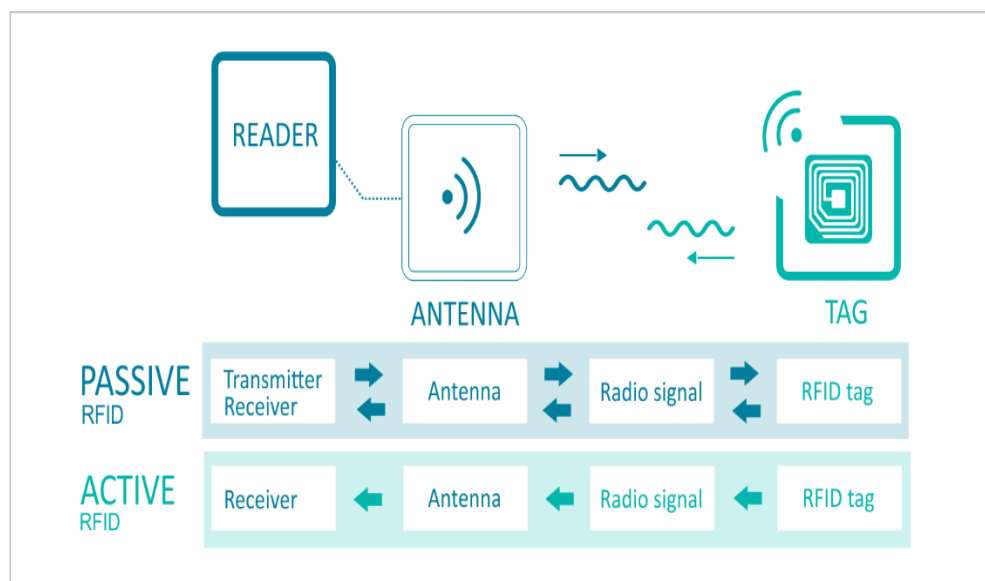 READER
ANTENNA
TAG
PASSIVE
RFID
Transmitter
Receiver
Antenna
Radio signal
RFID tag
ACTIVE
RFID
Receiver
Antenna
Radio signal
RFID tag